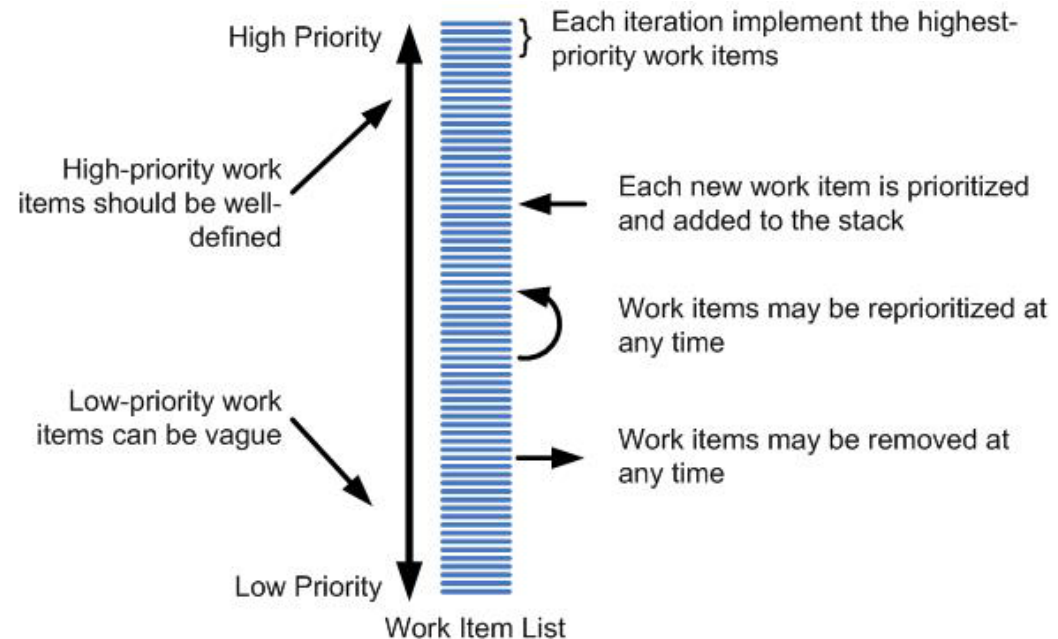 High Priority
Each iteration implement the highest-
priority work items
High-priority work
items should be well-
defined
Each new work item is prioritized
and added to the stack
Work items may be reprioritized at
any time
Low-priority work
items can be vague
Work items may be removed at
any time
Low Priority
Work Item List